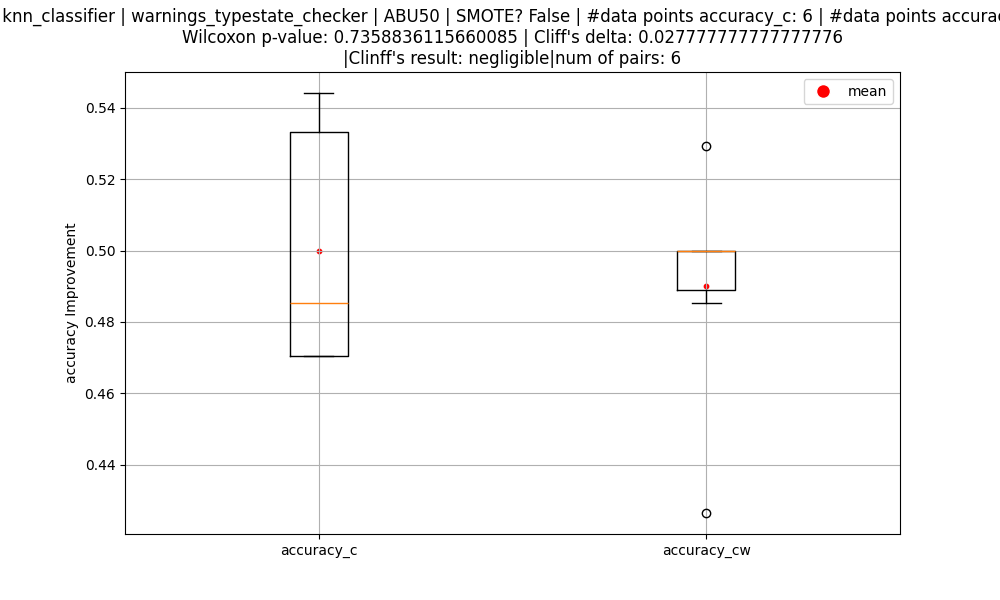 knn_classifier | warnings_typestate_checker | ABU50 | SMOTE? False | #data points accuracy_c: 6 | #data points
Wilcoxon p-value: 0.7358836115660085 | Cliff's delta: 0.027777777777777776
|Clinff's result: negligible|num of pairs: 6
mean
0.54
0.52
0.50
0.48
0.46
0.44
accuracy Improvement
accuracy_c
accuracy_cw